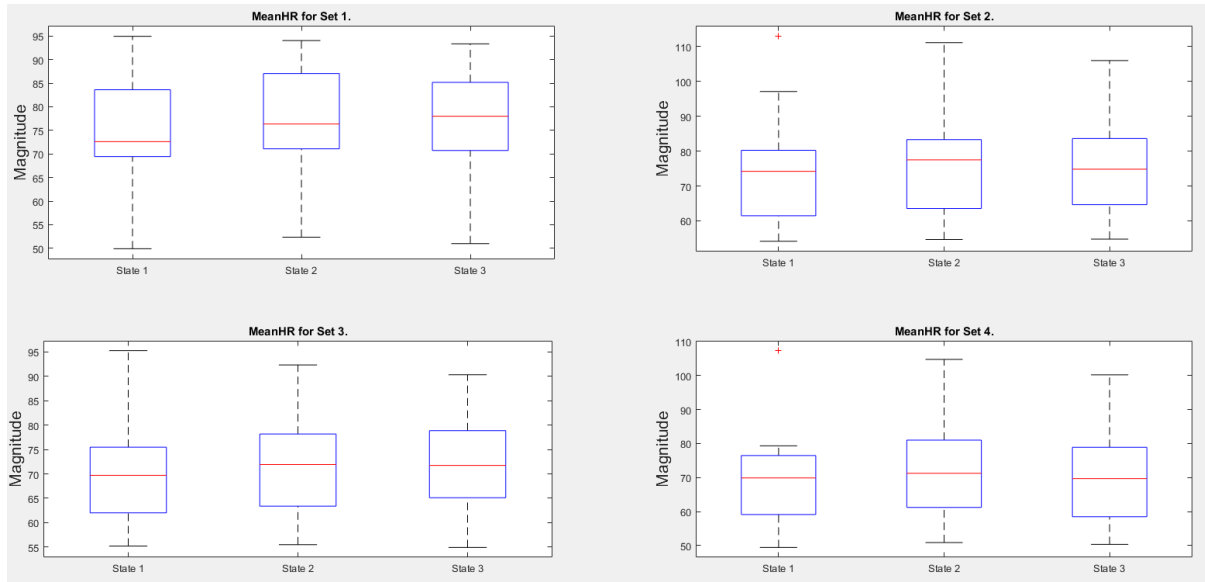 MeanHR for Set 1.
Magnitude
95
90
85
80
75
70
65
60
55
50
State 1 State 2 State 3
MeanHR for Set 2.
Magnitude
110
100
90
80
70
60
State 1 State 2 State 3
MeanHR for Set 3.
Magnitude
95
90
85
80
75
70
65
60
55
State 1 State 2 State 3
MeanHR for Set 4.
Magnitude
110
100
90
80
70
60
50
State 1 State 2 State 3